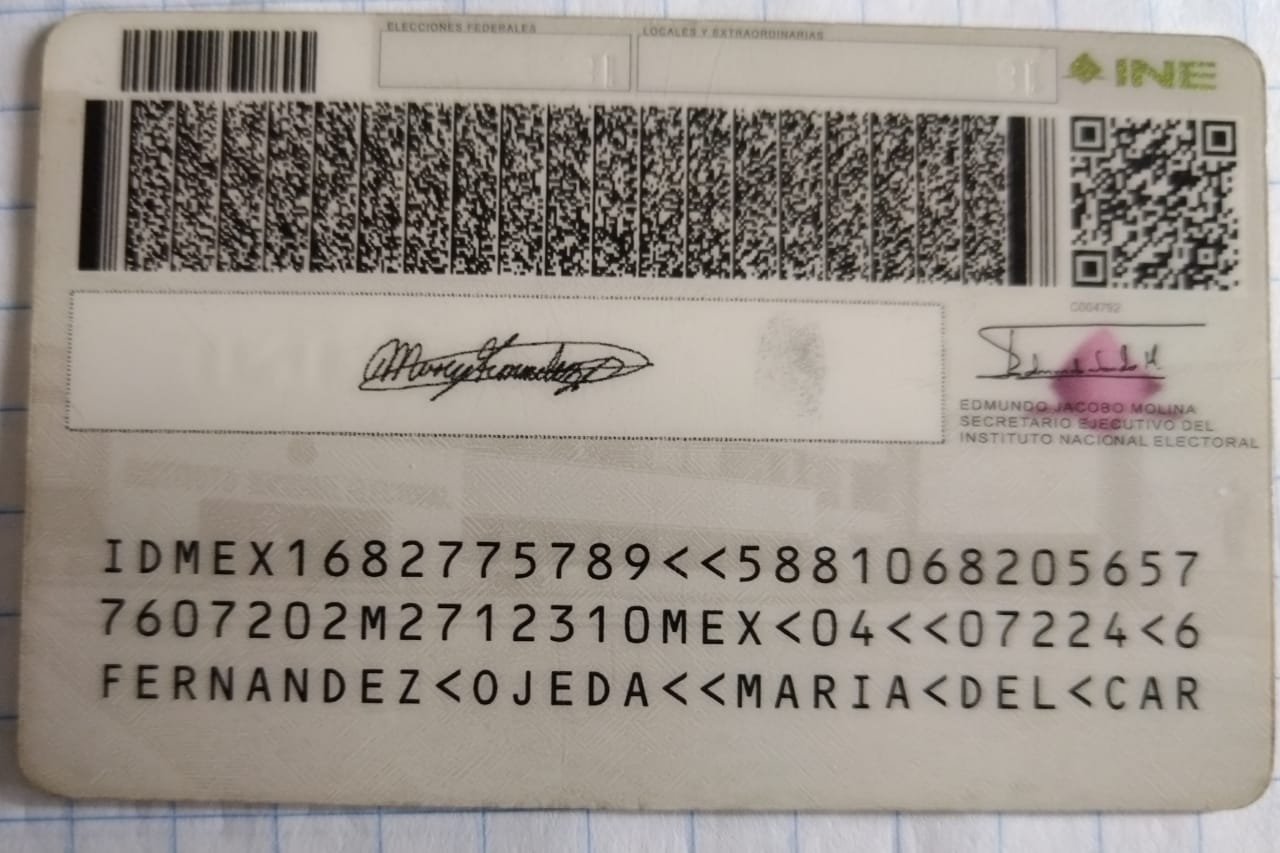 ELECCIONES FEDERALES
LOCALES Y EXTRAORDINARIAS
INE
EDMUNDO JACOBO MOLINA
SECRETARIO EJECUTIVO DEL
INSTITUTO NACIONAL ELECTORAL
IDMEX1682775789<<5881068205657
7607202M2712310MEX<04<<07224<6
FERNANDEZ<OJEDA<<MARIA<DEL<CAR